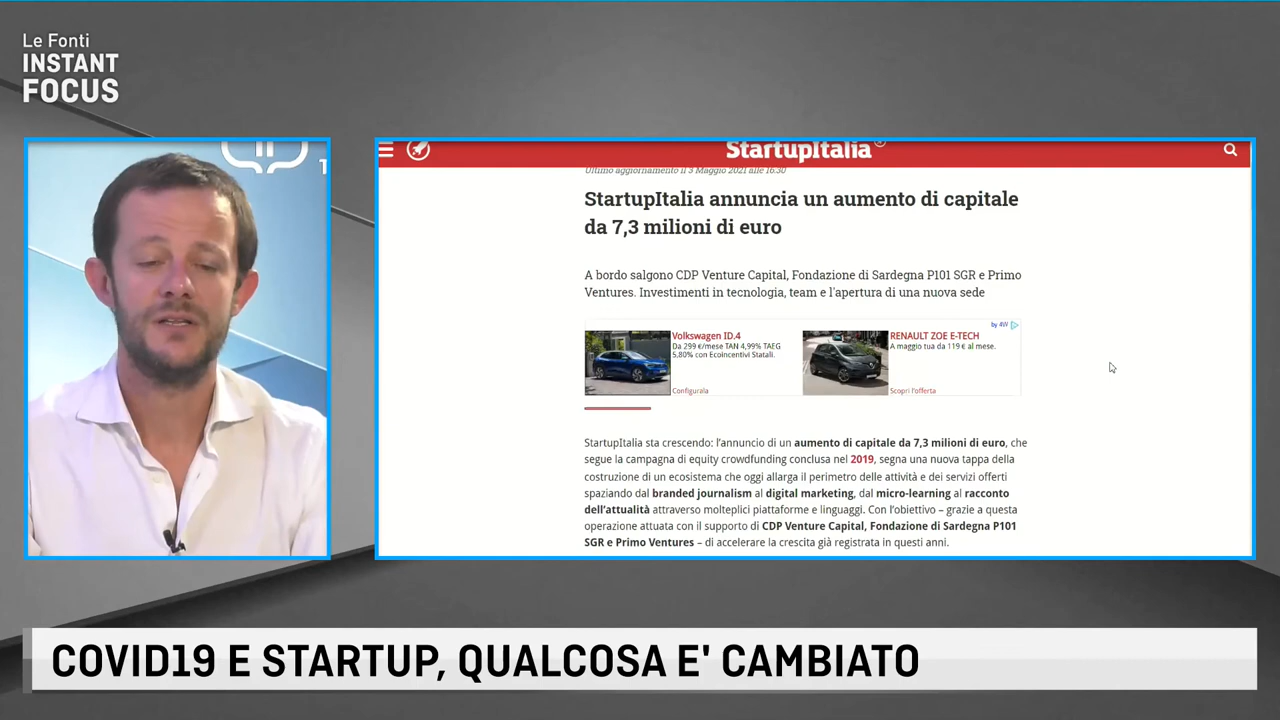 Le Fonti
INSTANT
FOCUS
1
StartupItalia
Ultimo aggiornamento il 3 Maggio 2021 alle 16:30
StartupItalia annuncia un aumento di capitale
da 7,3 milioni di euro
A bordo salgono CDP Venture Capital, Fondazione di Sardegna P101 SGR e Primo
Ventures. Investimenti in tecnologia, team e l'apertura di una nuova sede
by 4W
Volkswagen ID.4
Da 299 €/mese TAN 4,99% TAEG
5,80% con Ecoincentivi Statali.
Configurala
RENAULT ZOE E-TECH
A maggio tua da 119 € al mese.
Scopri l'offerta
StartupItalia sta crescendo: l’annuncio di un aumento di capitale da 7,3 milioni di euro, che
segue la campagna di equity crowdfunding conclusa nel 2019, segna una nuova tappa della
costruzione di un ecosistema che oggi allarga il perimetro delle attività e dei servizi offerti
spaziando dal branded journalism al digital marketing, dal micro-learning al racconto
dell’attualità attraverso molteplici piattaforme e linguaggi. Con l’obiettivo – grazie a questa
operazione attuata con il supporto di CDP Venture Capital, Fondazione di Sardegna P101
SGR e Primo Ventures – di accelerare la crescita già registrata in questi anni.
COVID19 E STARTUP, QUALCOSA E' CAMBIATO